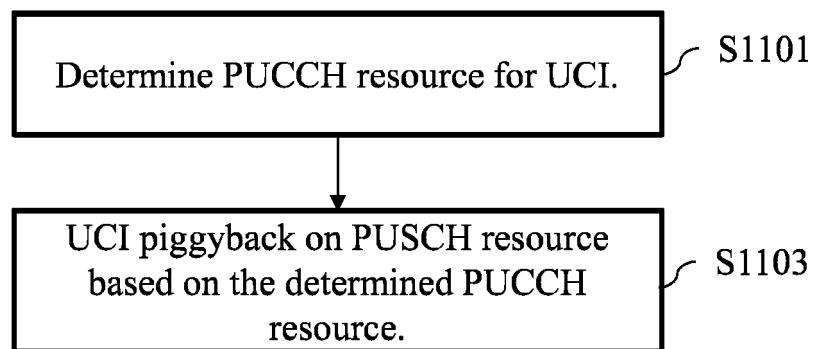 Determine PUCCH resource for UCI.
S1101
UCI piggyback on PUSCH resource
based on the determined PUCCH
resource.
S1103